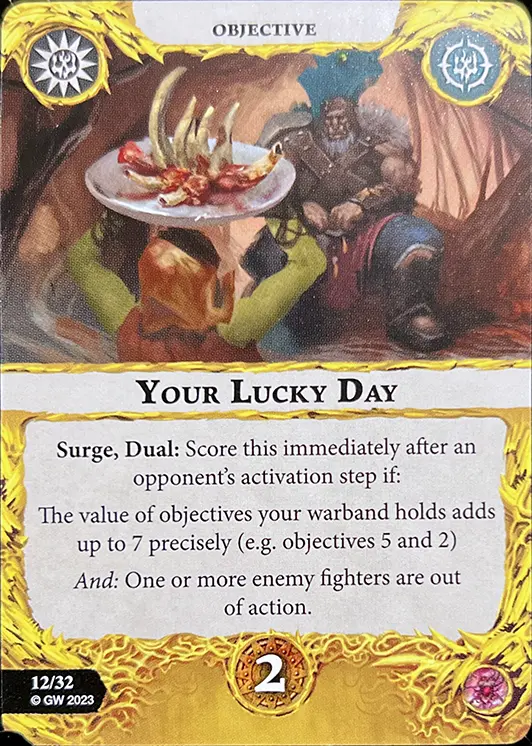 OBJECTIVE
YOUR LUCKY DAY
Surge, Dual: Score this immediately after an
opponent's activation step if:
The value of objectives your warband holds adds
up to 7 precisely (e.g. objectives 5 and 2)
And: One or more enemy fighters are out
of action.
2
12/32
© GW 2023